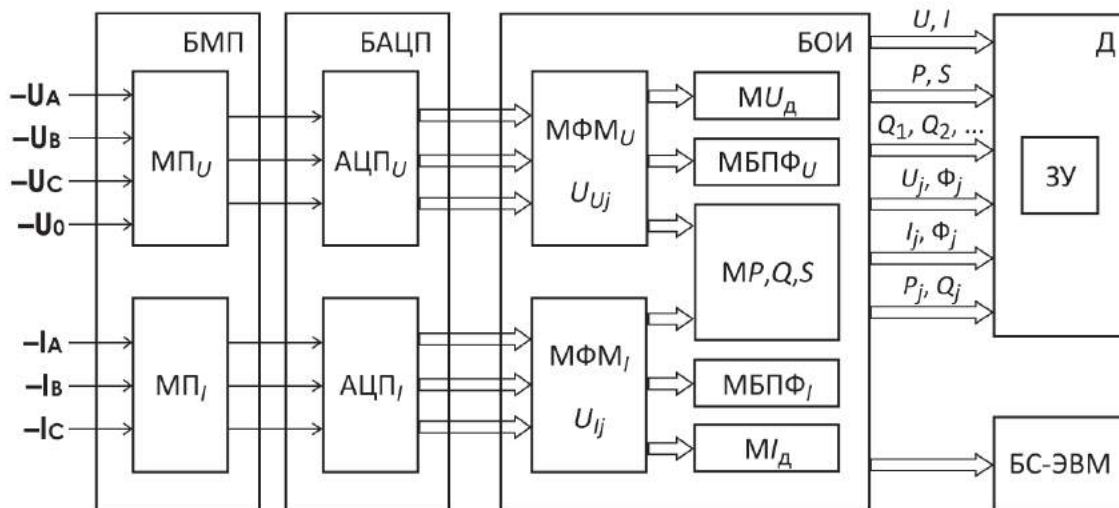 БМП
БАЦП
БОИ
Д
–UA
–UB
–UC
–U0
МПU
АЦПU
МФМU
UUj
МUд
МБПФU
МP,Q,S
U, I
P, S
Q1, Q2, ...
Uj, Φj
Ij, Φj
Pj, Qj
ЗУ
–IA
–IB
–IC
МПI
АЦПI
МФМI
UIj
МБПФI
МIд
БС-ЭВМ